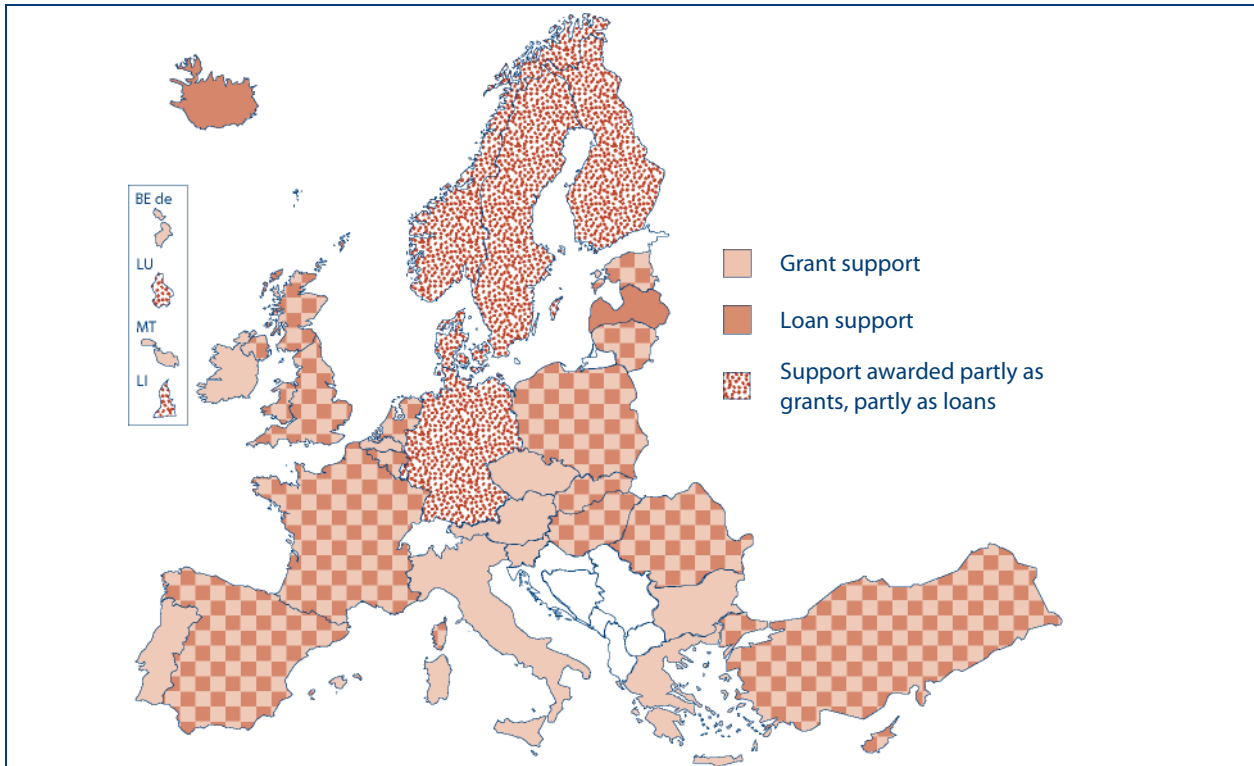 BE de
LU
MT
LI
Grant support
Loan support
Support awarded partly as
grants, partly as loans